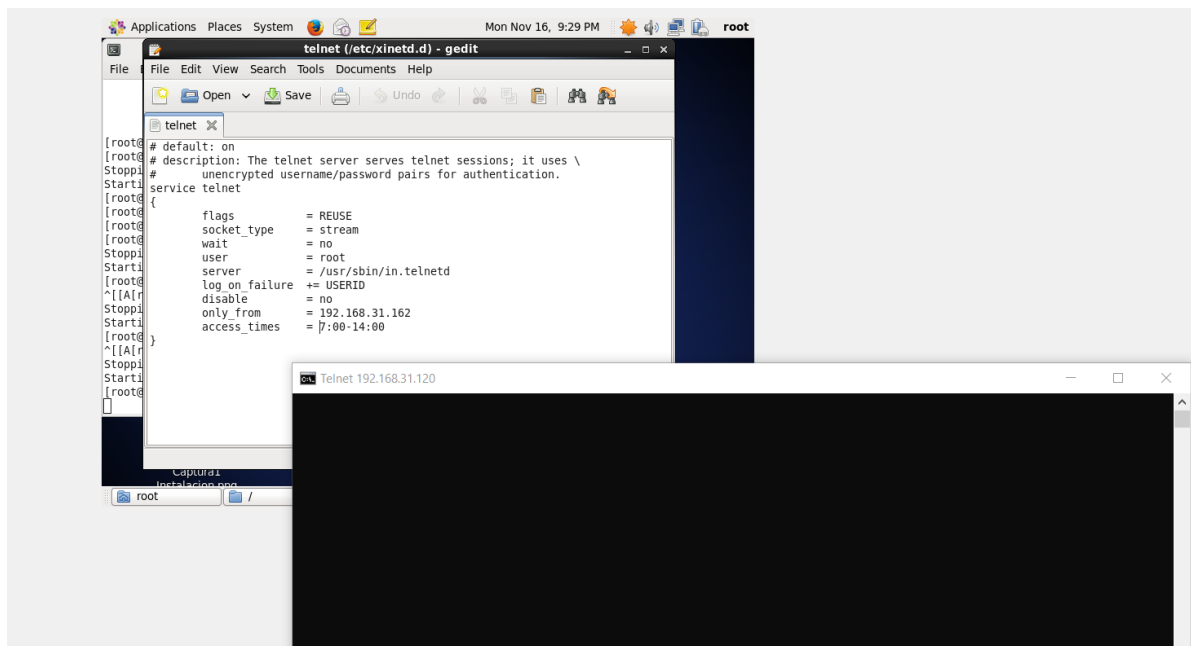 Applications Places System Mon Nov 16, 9:29 PM root
telnet (/etc/xinetd.d) - gedit
File
File Edit View Search Tools Documents Help
Open Save Undo
telnet
[root@
[root@
Stoppi
Starti
[root@
[root@
[root@
[root@
Stoppi
Starti
[root@
^[[A[r
Stoppi
Starti
[root@
^[[A[r
Stoppi
Starti
[root@
# default: on
# description: The telnet server serves telnet sessions; it uses \
#       unencrypted username/password pairs for authentication.
service telnet
{
        flags           = REUSE
        socket_type     = stream
        wait            = no
        user            = root
        server          = /usr/sbin/in.telnetd
        log_on_failure  += USERID
        disable         = no
        only_from       = 192.168.31.162
        access_times    = 7:00-14:00
}
Telnet 192.168.31.120
Captura1
Instalacion.png
root /